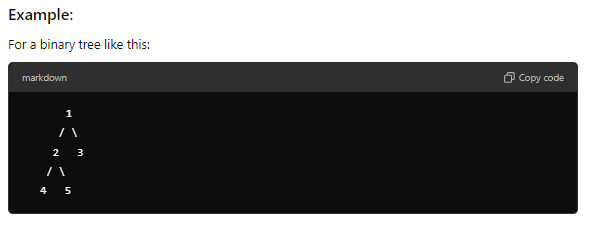 Example:
For a binary tree like this:
markdown Copy code
1
/ \
2 3
/ \
4 5